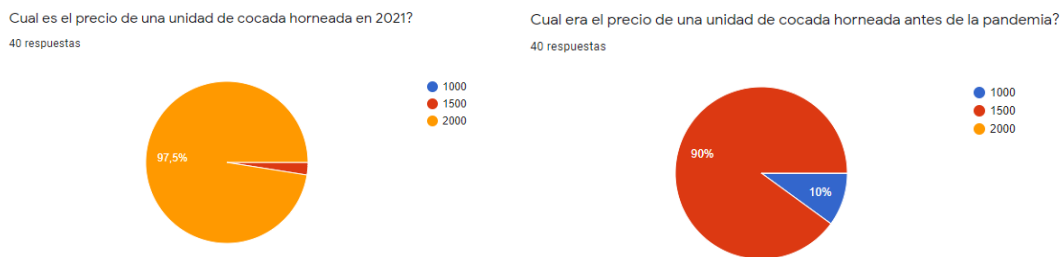 Cual es el precio de una unidad de cocada horneada en 2021?
40 respuestas
1000
1500
2000
97,5%
Cual era el precio de una unidad de cocada horneada antes de la pandemia?
40 respuestas
1000
1500
2000
90%
10%